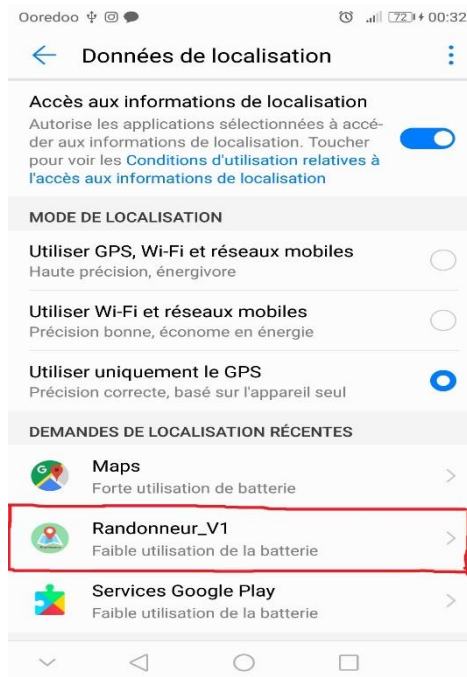 Ooredoo 72 00:32
Données de localisation
Accès aux informations de localisation
Autorise les applications sélectionnées à accé-
der aux informations de localisation. Toucher
pour voir les Conditions d'utilisation relatives à
l'accès aux informations de localisation
MODE DE LOCALISATION
Utiliser GPS, Wi-Fi et réseaux mobiles
Haute précision, énergivore
Utiliser Wi-Fi et réseaux mobiles
Précision bonne, économe en énergie
Utiliser uniquement le GPS
Précision correcte, basé sur l'appareil seul
DEMANDES DE LOCALISATION RÉCENTES
Maps
Forte utilisation de batterie
Randonneur_V1
Faible utilisation de la batterie
Services Google Play
Faible utilisation de la batterie